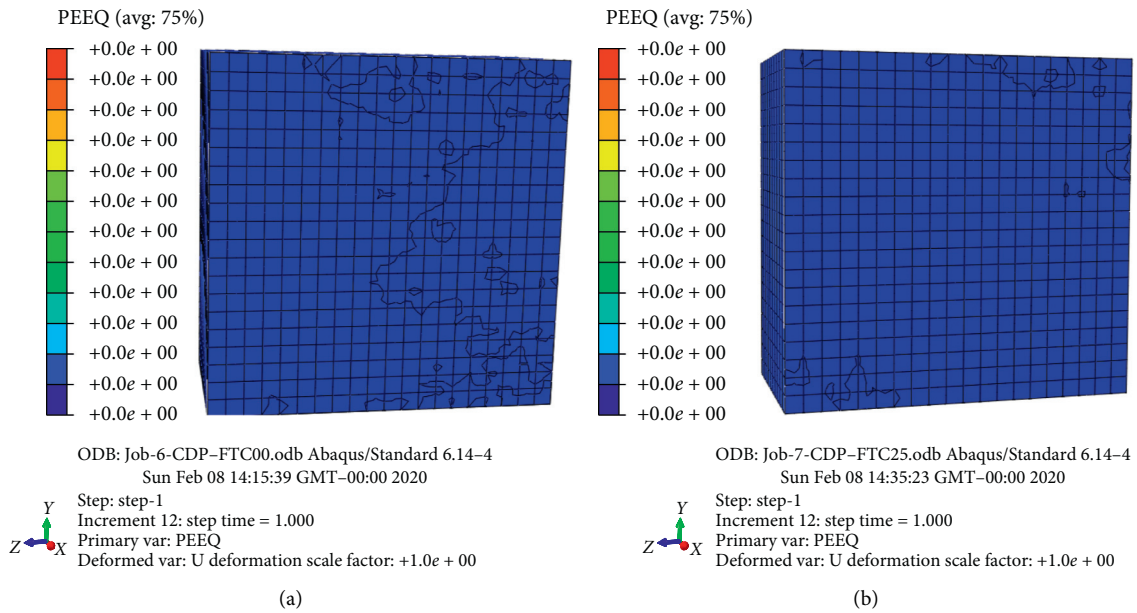 PEEQ (avg: 75%)
+0.0e + 00
+0.0e + 00
+0.0e + 00
+0.0e + 00
+0.0e + 00
+0.0e + 00
+0.0e + 00
+0.0e + 00
+0.0e + 00
+0.0e + 00
+0.0e + 00
+0.0e + 00
+0.0e + 00
ODB: Job-6-CDP–FTC00.odb Abaqus/Standard 6.14–4
Sun Feb 08 14:15:39 GMT–00:00 2020
Y
Z
X
Step: step-1
Increment 12: step time = 1.000
Primary var: PEEQ
Deformed var: U deformation scale factor: +1.0e + 00
(a)
PEEQ (avg: 75%)
+0.0e + 00
+0.0e + 00
+0.0e + 00
+0.0e + 00
+0.0e + 00
+0.0e + 00
+0.0e + 00
+0.0e + 00
+0.0e + 00
+0.0e + 00
+0.0e + 00
+0.0e + 00
+0.0e + 00
ODB: Job-7-CDP–FTC25.odb Abaqus/Standard 6.14–4
Sun Feb 08 14:35:23 GMT–00:00 2020
Y
Z
X
Step: step-1
Increment 12: step time = 1.000
Primary var: PEEQ
Deformed var: U deformation scale factor: +1.0e + 00
(b)